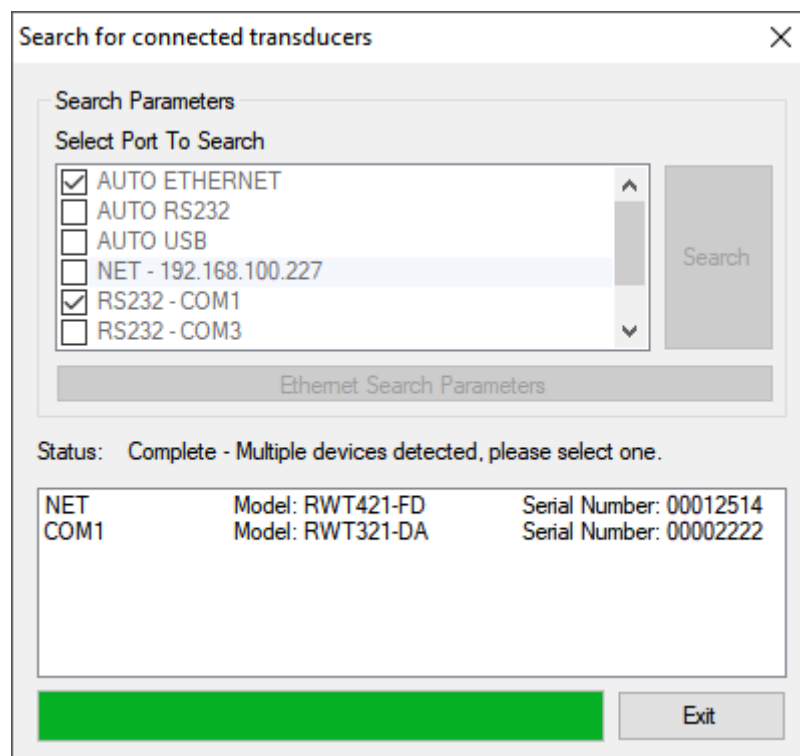 Search for connected transducers
Search Parameters
Select Port To Search
AUTO ETHERNET
AUTO RS232
AUTO USB
NET - 192.168.100.227
RS232 - COM1
RS232 - COM3
Search
Ethernet Search Parameters
Status: Complete - Multiple devices detected, please select one.
NET Model: RWT421-FD Serial Number: 00012514
COM1 Model: RWT321-DA Serial Number: 00002222
Exit